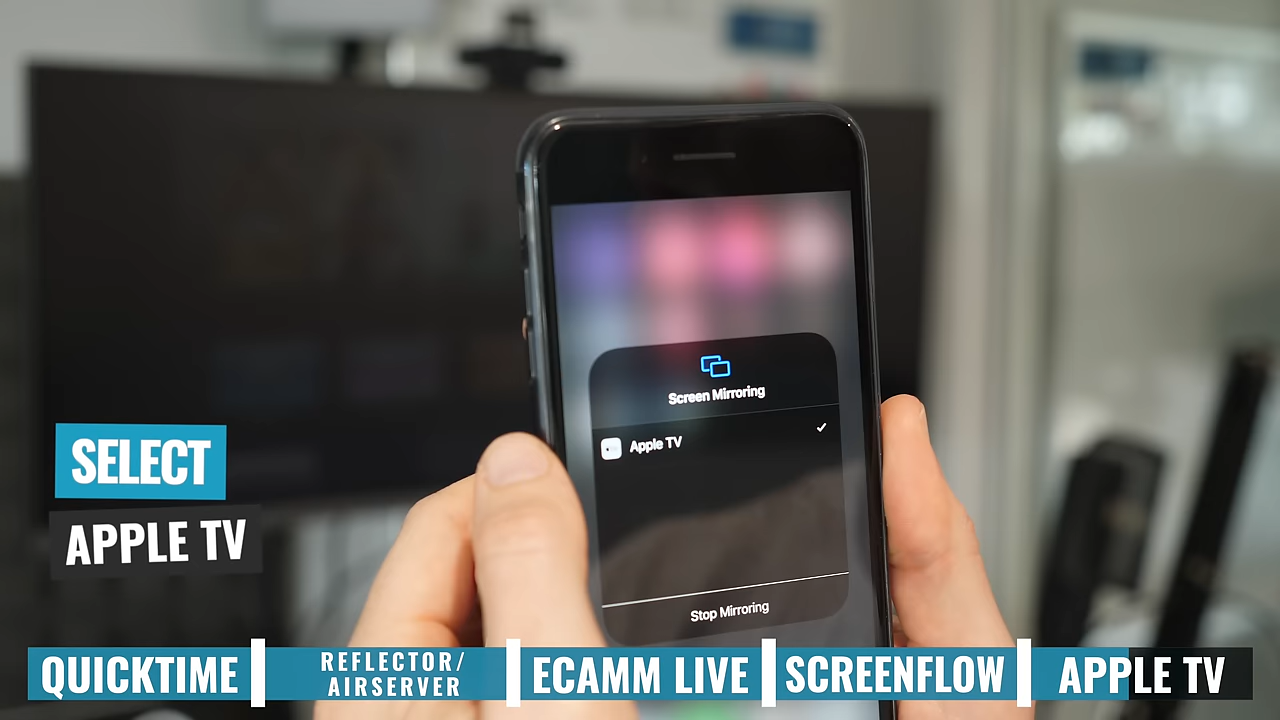 Screen Mirroring
Apple TV
Stop Mirroring
SELECT
APPLE TV
QUICKTIME
REFLECTOR/
AIRSERVER
ECAMM LIVE
SCREENFLOW
APPLE TV